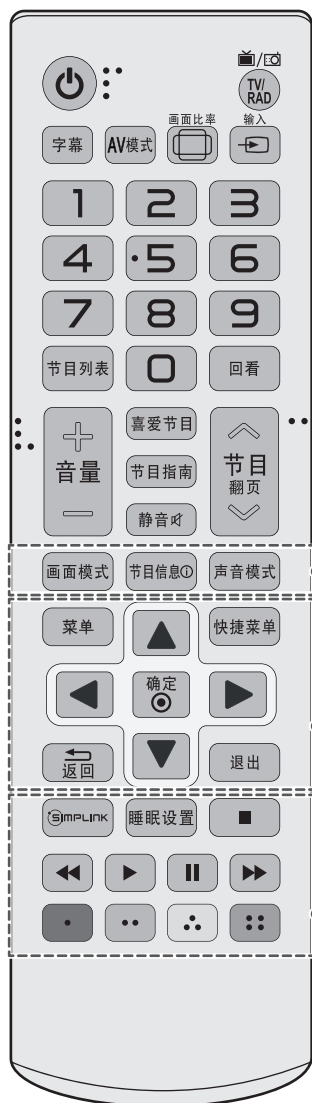 TV/
RAD
画面比率
输入
字幕
AV模式
1 2 3
4 5 6
7 8 9
节目列表
0
回看
音量
喜爱节目
节目指南
静音
节目
翻页
画面模式
节目信息
声音模式
菜单
快捷菜单
确定
返回
退出
SIMPLINK
睡眠设置